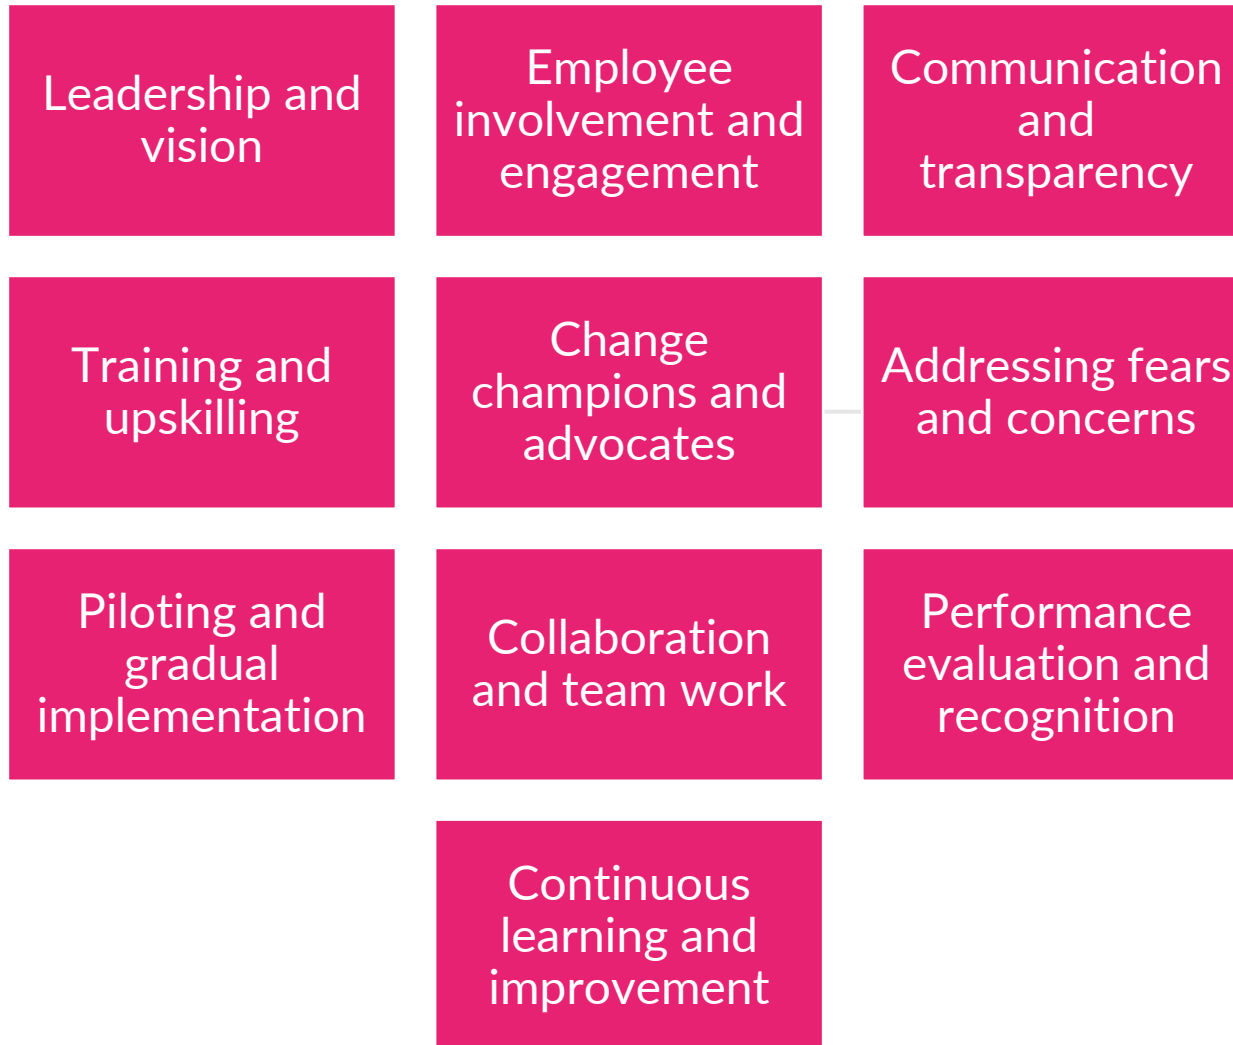 Leadership and
vision
Employee
involvement and
engagement
Communication
and
transparency
Training and
upskilling
Change
champions and
advocates
Addressing fears
and concerns
Piloting and
gradual
implementation
Collaboration
and team work
Performance
evaluation and
recognition
Continuous
learning and
improvement